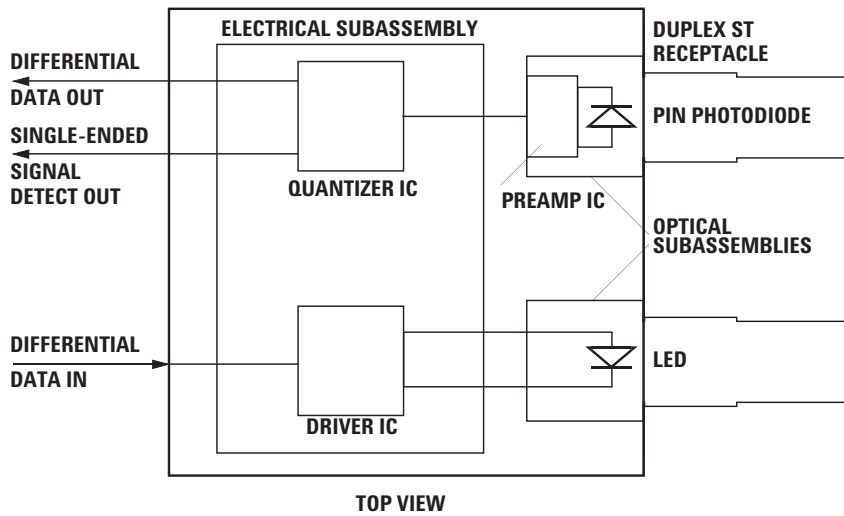 ELECTRICAL SUBASSEMBLY
DUPLEX ST
RECEPTACLE
DIFFERENTIAL
DATA OUT
PIN PHOTODIODE
SINGLE-ENDED
SIGNAL
DETECT OUT
QUANTIZER IC
PREAMP IC
OPTICAL
SUBASSEMBLIES
DIFFERENTIAL
DATA IN
LED
DRIVER IC
TOP VIEW